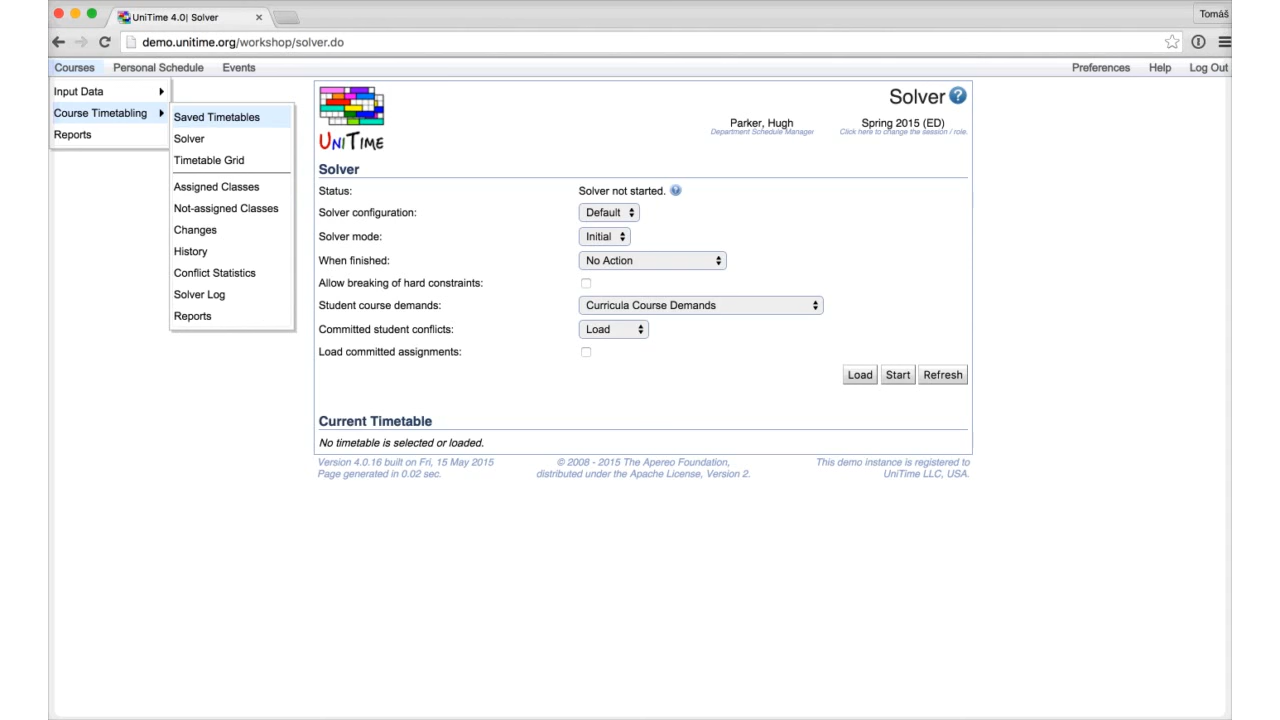 UniTime 4.0| Solver
Tomáš
demo.unitime.org/workshop/solver.do
Courses Personal Schedule Events Preferences Help Log Out
Input Data
Course Timetabling
Reports
Saved Timetables
Solver
Timetable Grid
Assigned Classes
Not-assigned Classes
Changes
History
Conflict Statistics
Solver Log
Reports
UNITIME
Solver
Parker, Hugh
Department Schedule Manager
Spring 2015 (ED)
Click here to change the session / role.
Solver
Status: Solver not started.
Solver configuration: Default
Solver mode: Initial
When finished: No Action
Allow breaking of hard constraints:
Student course demands: Curricula Course Demands
Committed student conflicts: Load
Load committed assignments:
Load Start Refresh
Current Timetable
No timetable is selected or loaded.
Version 4.0.16 built on Fri, 15 May 2015 © 2008 - 2015 The Apereo Foundation, This demo instance is registered to
Page generated in 0.02 sec. distributed under the Apache License, Version 2. UniTime LLC, USA.